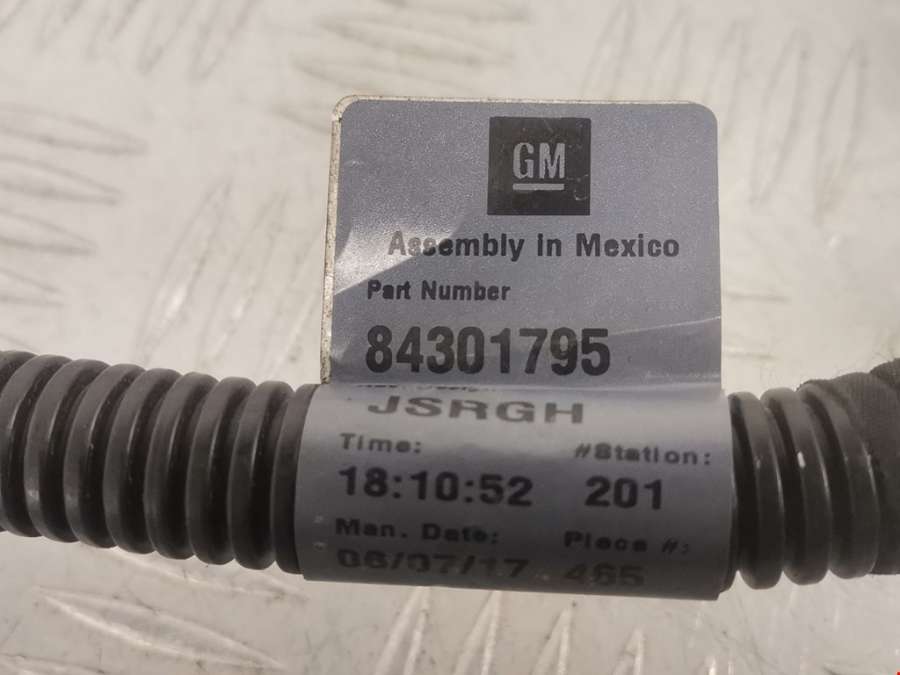 GM
Assembly in Mexico
Part Number
84301795
JSRGH
Time: #Station:
18:10:52 201
Man. Date: Piece #:
06/07/17 465